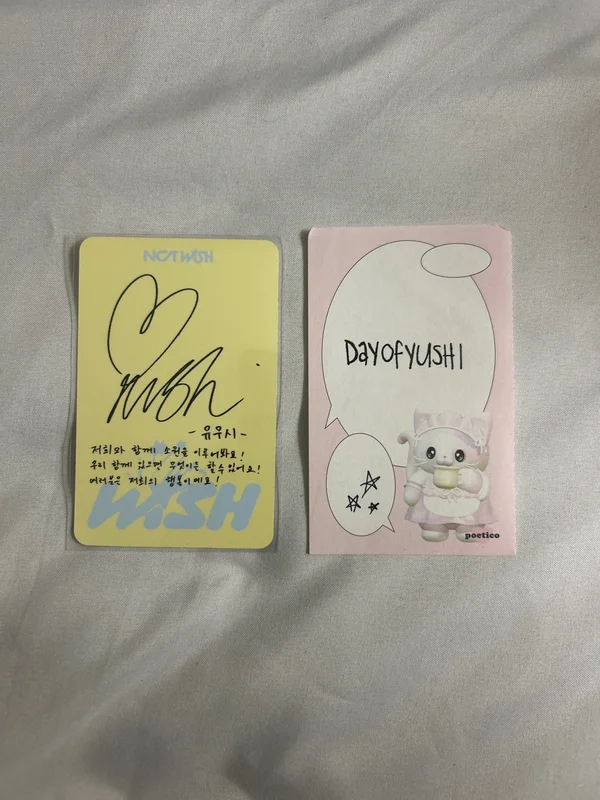 NCT WISH
Yushi
- 유우시 -
저희와 함께 소원을 이루어봐요!
우리 함께 있으면 무엇이든 할 수 있어요!
여러분은 저희의 행복이에요!
WISH
DayOFYUSHI
poetico